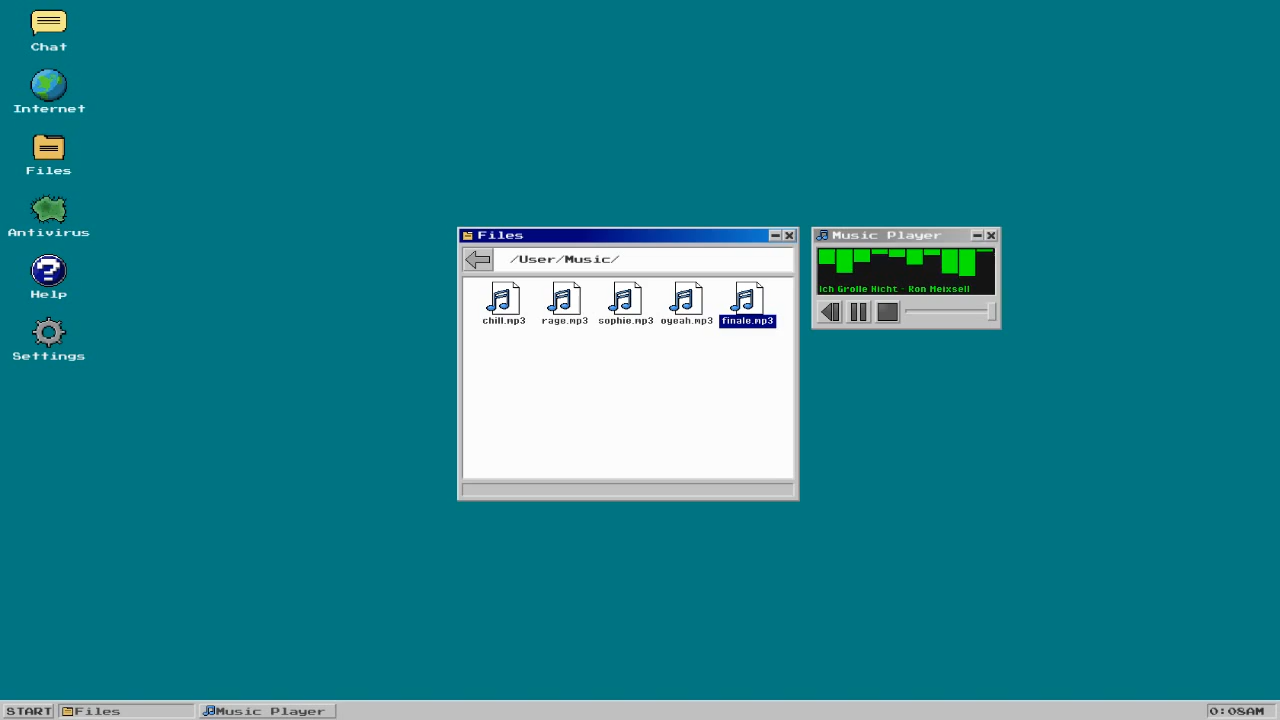 Chat
Internet
Files
Antivirus
Help
Settings
Files
/User/Music/
chill.mp3 rage.mp3 sophie.mp3 oyeah.mp3 finale.mp3
Music Player
Ich Grolle Nicht - Ron Meixsell
START Files Music Player 0:08AM